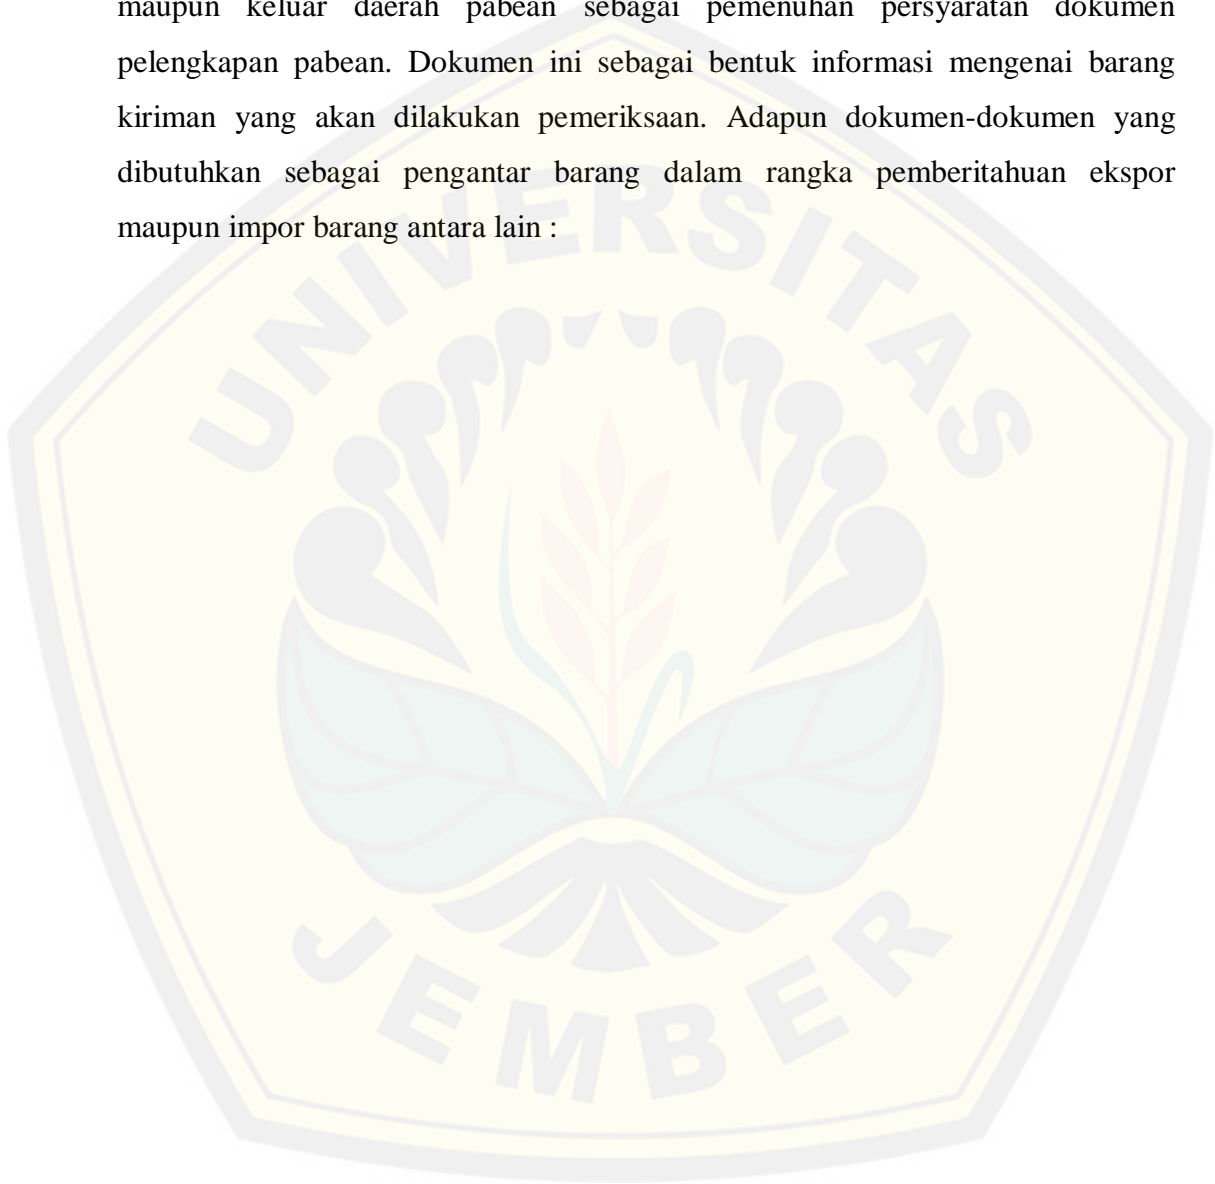 maupun keluar daerah pabean sebagai pemenuhan persyaratan dokumen
pelengkapan pabean. Dokumen ini sebagai bentuk informasi mengenai barang
kiriman yang akan dilakukan pemeriksaan. Adapun dokumen-dokumen yang
dibutuhkan sebagai pengantar barang dalam rangka pemberitahuan ekspor
maupun impor barang antara lain :
UNIVERSITAS
JEMBER